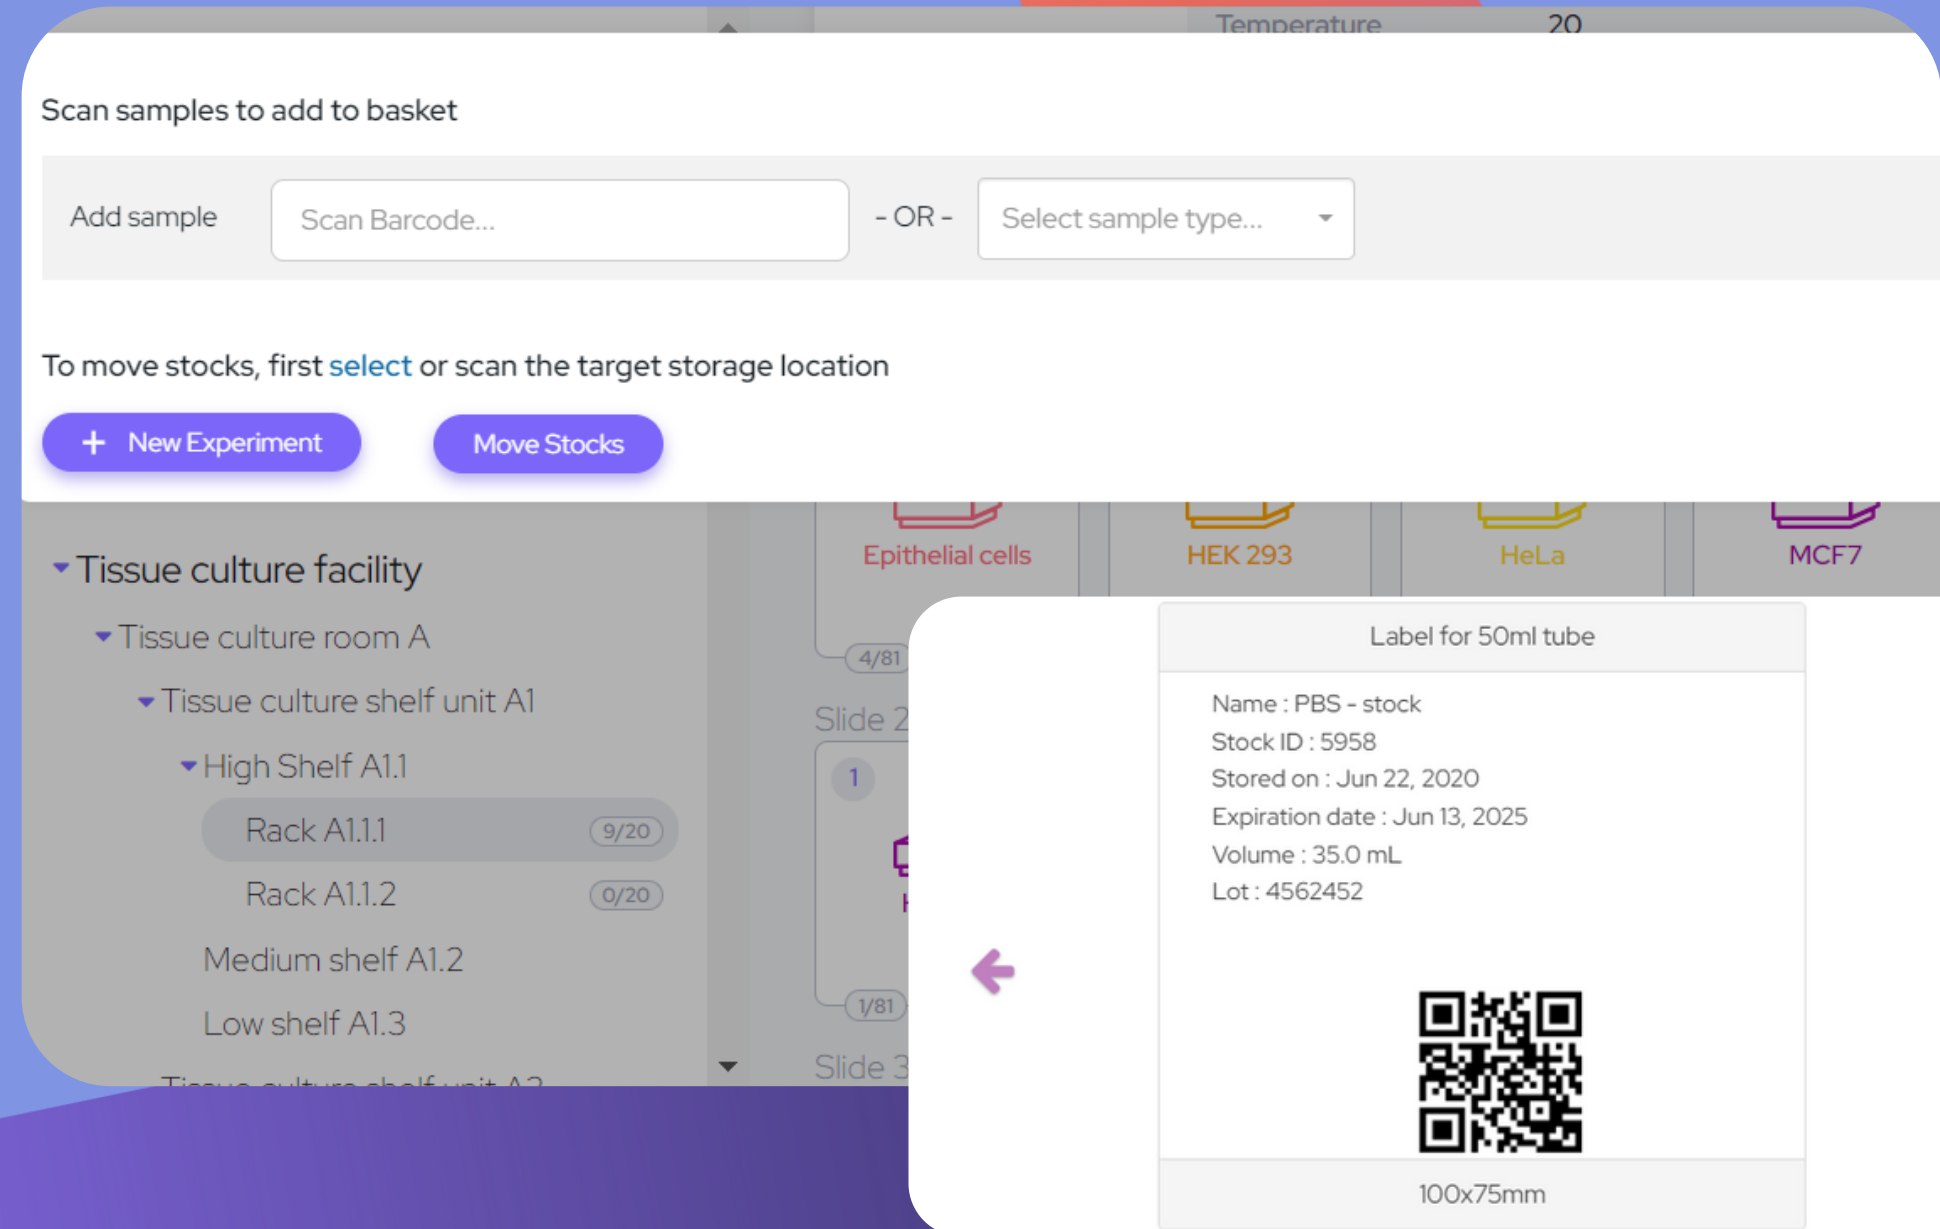 Temperature 20
Scan samples to add to basket
Add sample
Scan Barcode...
- OR -
Select sample type...
To move stocks, first select or scan the target storage location
+ New Experiment
Move Stocks
Tissue culture facility
Tissue culture room A
Tissue culture shelf unit A1
High Shelf A1.1
Rack A1.1.1 9/20
Rack A1.1.2 0/20
Medium shelf A1.2
Low shelf A1.3
Tissue culture shelf unit A2
Epithelial cells
HEK 293
HeLa
MCF7
4/81
Slide 2
1
1/81
Slide 3
Label for 50ml tube
Name : PBS - stock
Stock ID : 5958
Stored on : Jun 22, 2020
Expiration date : Jun 13, 2025
Volume : 35.0 mL
Lot : 4562452
100x75mm